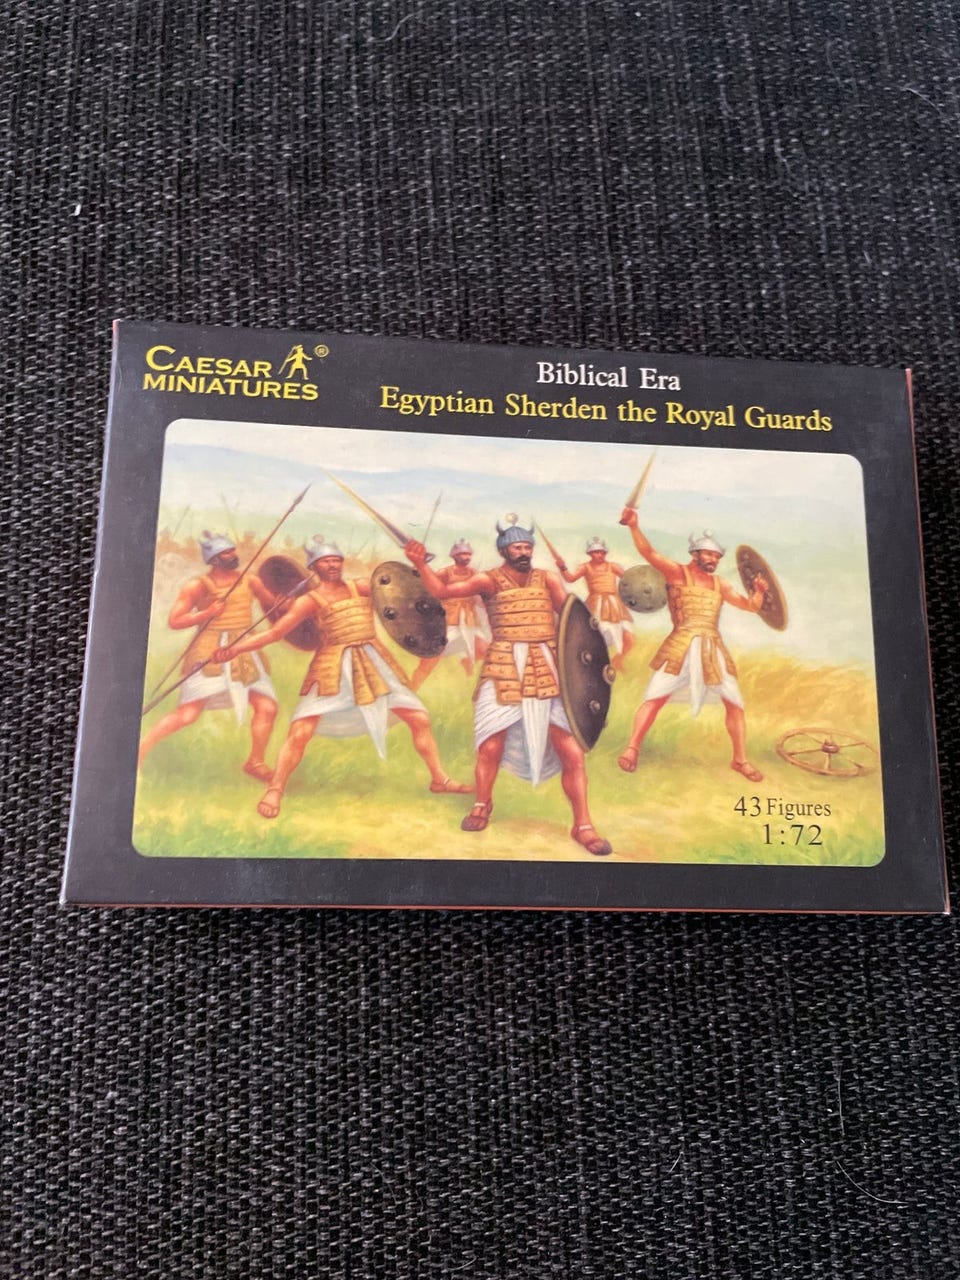 CAESAR ®
MINIATURES
Biblical Era
Egyptian Sherden the Royal Guards
43 Figures
1:72